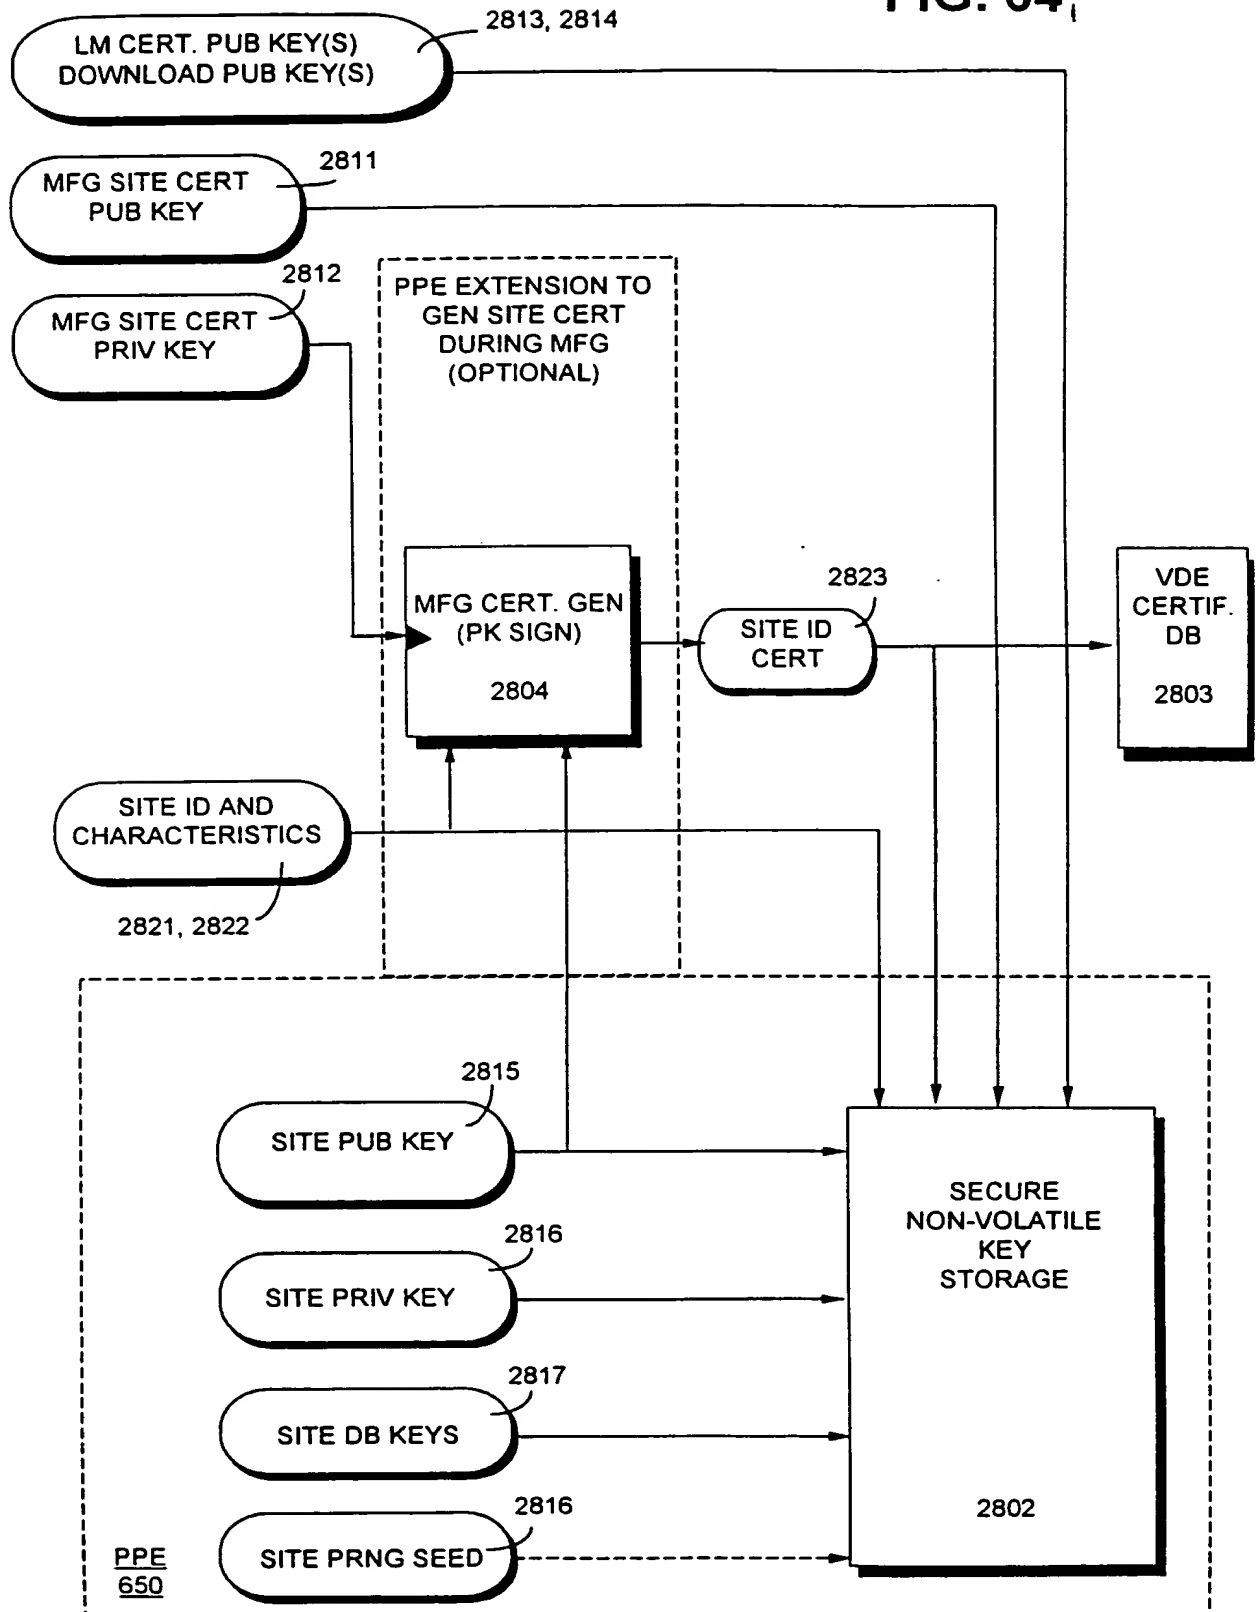 FIG. 64
2813, 2814
LM CERT. PUB KEY(S)
DOWNLOAD PUB KEY(S)
2811
MFG SITE CERT
PUB KEY
2812
MFG SITE CERT
PRIV KEY
PPE EXTENSION TO
GEN SITE CERT
DURING MFG
(OPTIONAL)
MFG CERT. GEN
(PK SIGN)
2804
2823
SITE ID
CERT
VDE
CERTIF.
DB
2803
SITE ID AND
CHARACTERISTICS
2821, 2822
2815
SITE PUB KEY
2816
SITE PRIV KEY
2817
SITE DB KEYS
2816
SITE PRNG SEED
SECURE
NON-VOLATILE
KEY
STORAGE
2802
PPE
650